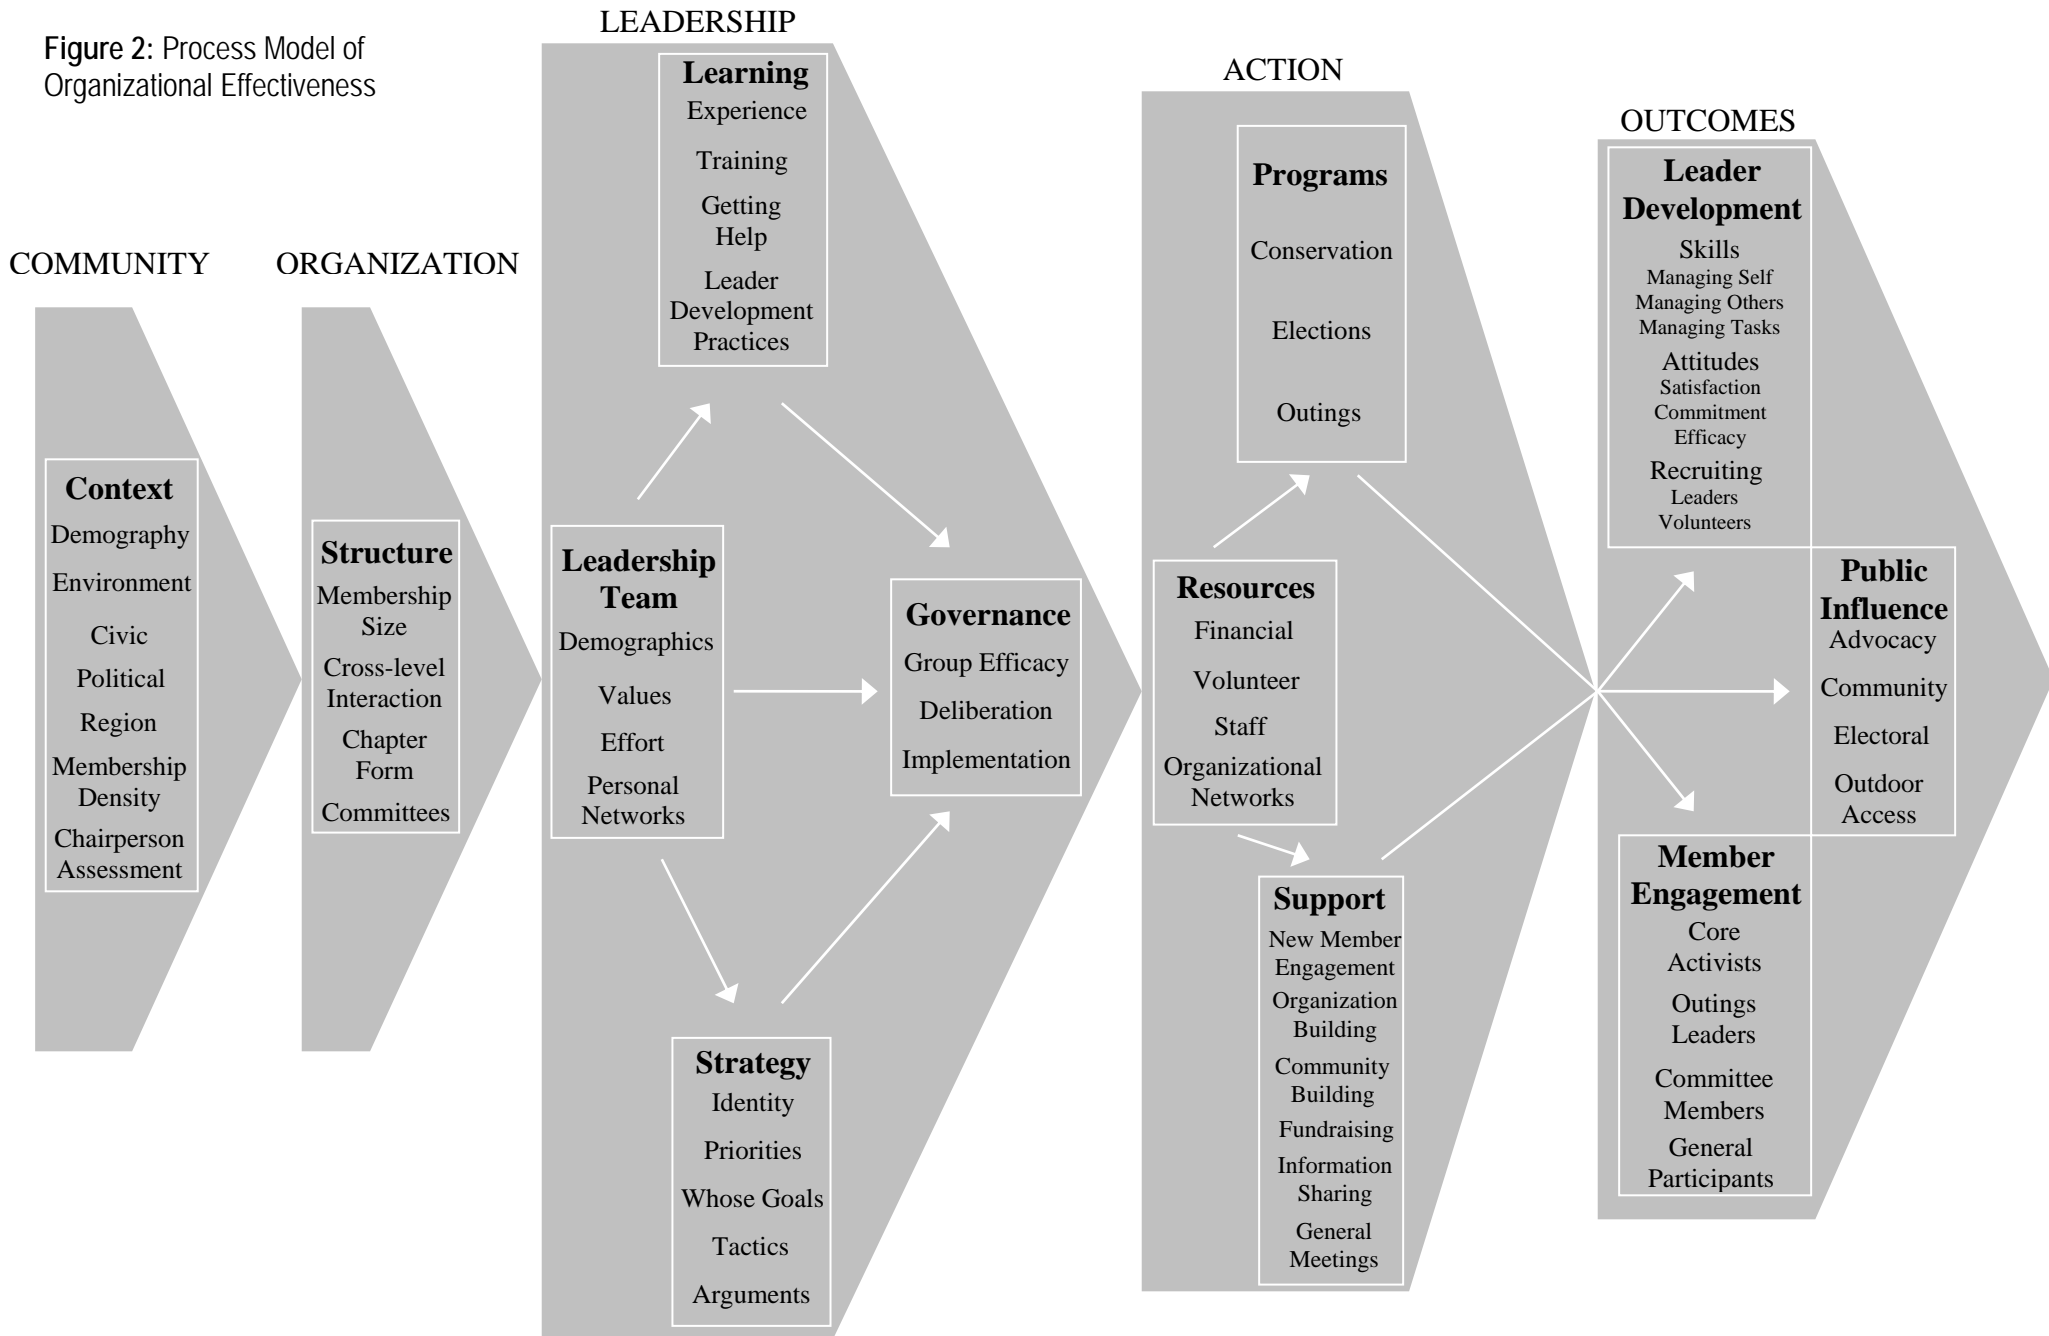 Figure 2: Process Model of
Organizational Effectiveness
COMMUNITY
Context
Demography
Environment
Civic
Political
Region
Membership
Density
Chairperson
Assessment
ORGANIZATION
Structure
Membership
Size
Cross-level
Interaction
Chapter
Form
Committees
LEADERSHIP
Learning
Experience
Training
Getting
Help
Leader
Development
Practices
Leadership
Team
Demographics
Values
Effort
Personal
Networks
Governance
Group Efficacy
Deliberation
Implementation
Strategy
Identity
Priorities
Whose Goals
Tactics
Arguments
ACTION
Programs
Conservation
Elections
Outings
Resources
Financial
Volunteer
Staff
Organizational
Networks
Support
New Member
Engagement
Organization
Building
Community
Building
Fundraising
Information
Sharing
General
Meetings
OUTCOMES
Leader
Development
Skills
Managing Self
Managing Others
Managing Tasks
Attitudes
Satisfaction
Commitment
Efficacy
Recruiting
Leaders
Volunteers
Public
Influence
Advocacy
Community
Electoral
Outdoor
Access
Member
Engagement
Core
Activists
Outings
Leaders
Committee
Members
General
Participants